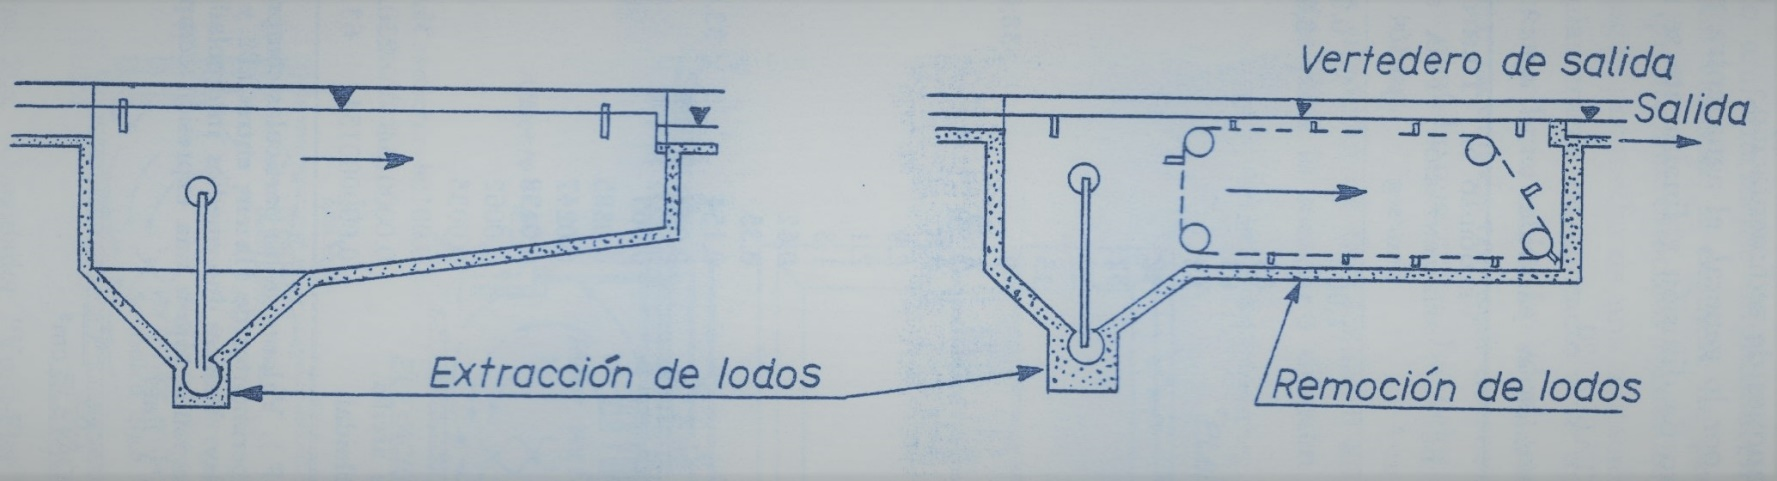 Vertedero de salida
Salida
Extracción de lodos
Remoción de lodos